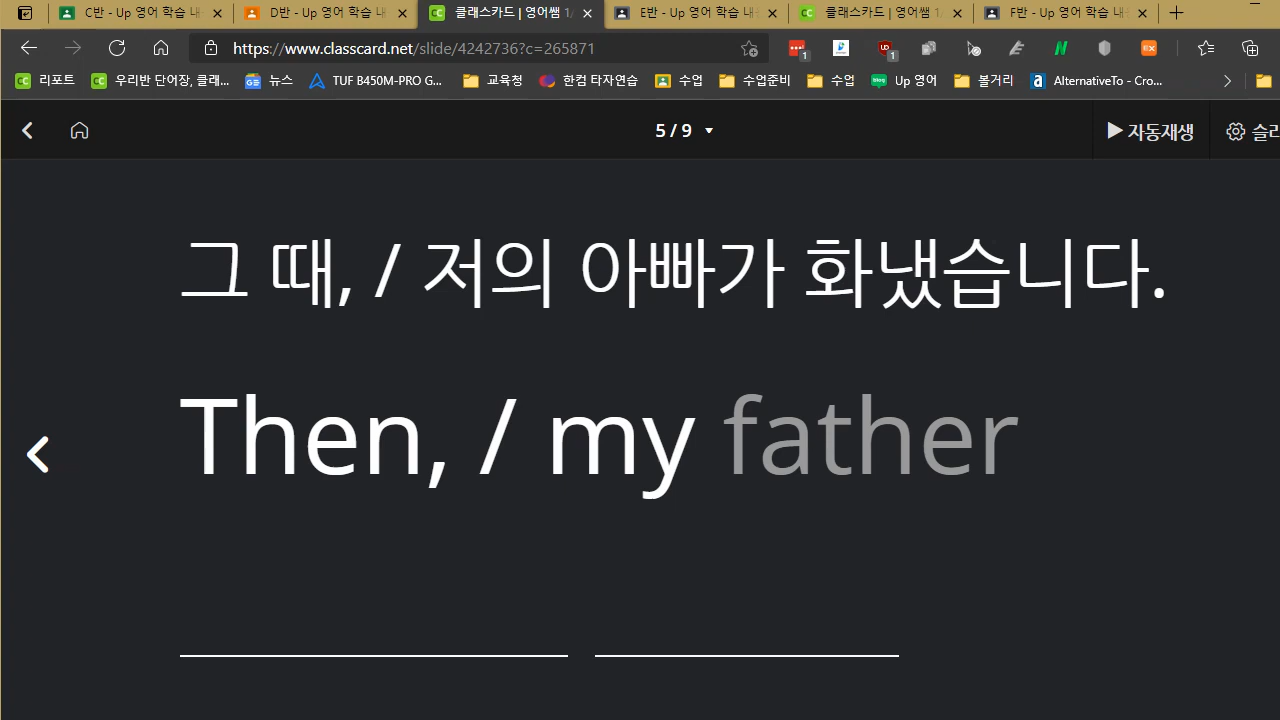 C반 - Up 영어 학습 내
D반 - Up 영어 학습 내
클래스카드 | 영어쌤 1
E반 - Up 영어 학습 내
클래스카드 | 영어쌤 1
F반 - Up 영어 학습 내
https://www.classcard.net/slide/4242736?c=265871
리포트
우리반 단어장, 클래...
뉴스
TUF B450M-PRO G...
교육청
한컴 타자연습
수업
수업준비
수업
Up 영어
볼거리
AlternativeTo - Cro...
5 / 9
자동재생
그 때, / 저의 아빠가 화냈습니다.
Then, / my father